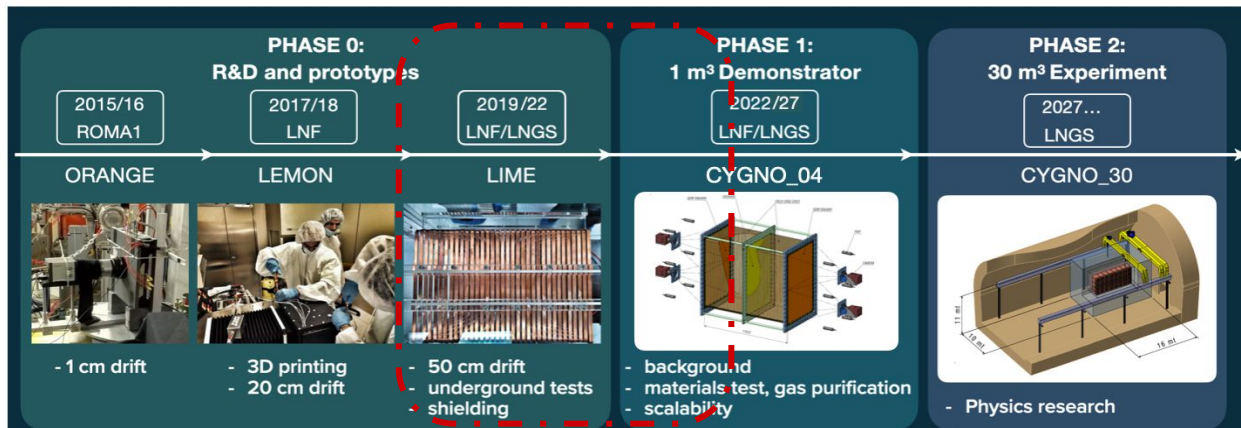 PHASE 0:
R&D and prototypes
2015/16
ROMA1
2017/18
LNF
2019/22
LNF/LNGS
ORANGE
LEMON
LIME
- 1 cm drift
- 3D printing
- 20 cm drift
- 50 cm drift
- underground tests
- shielding
PHASE 1:
1 m³ Demonstrator
2022/27
LNF/LNGS
CYGNO_04
- background
- materials test, gas purification
- scalability
PHASE 2:
30 m³ Experiment
2027...
LNGS
CYGNO_30
11 mt
10 mt
16 mt
- Physics research